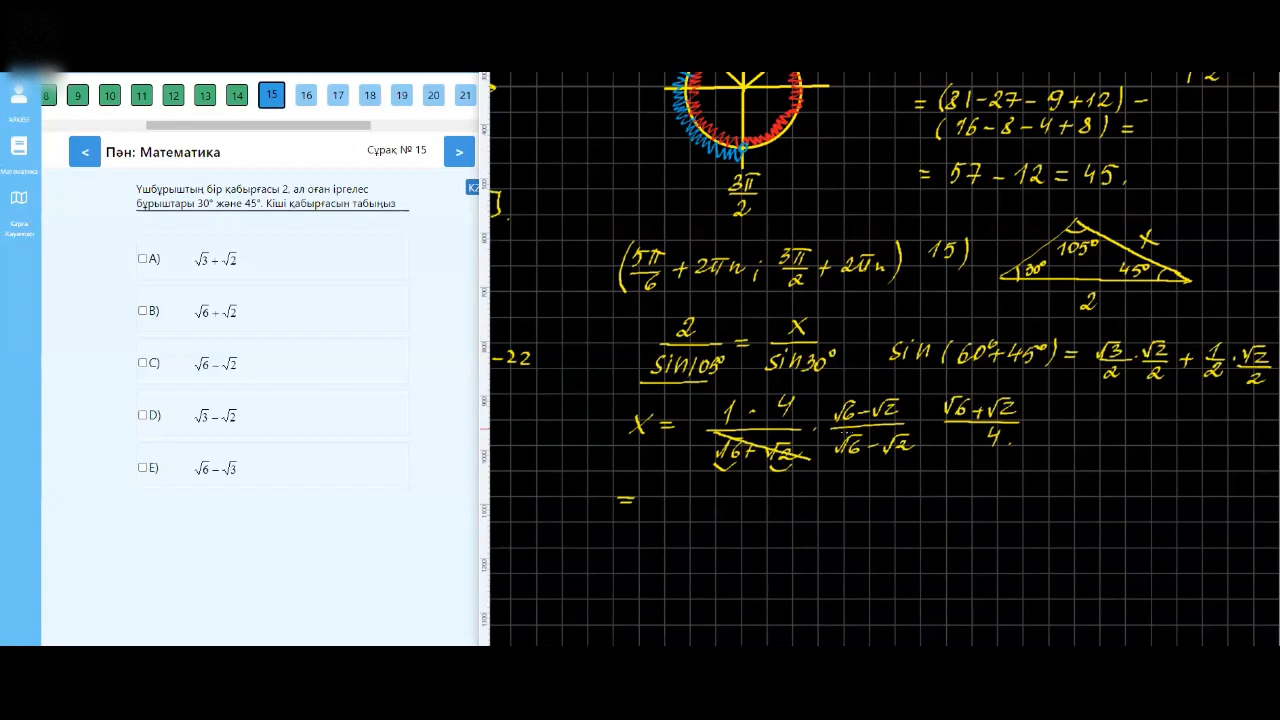 8 9 10 11 12 13 14 15 16 17 18 19 20 21
< Пән: Математика Сұрақ № 15 >
Математика
Карта
KZ
Үшбұрыштың бір қабырғасы 2, ал оған іргелес
бұрыштары 30° және 45°. Кіші қабырғасын табыңыз
A) √3 + √2
B) √6 + √2
C) √6 − √2
D) √3 − √2
E) √6 − √3
3π/2
= (81 − 27 − 9 + 12) −
(16 − 8 − 4 + 8) =
= 57 − 12 = 45.
].
(5π/6 + 2πn ; 3π/2 + 2πn) 15)
105° x
30° 45°
2
−22
2/sin105° = x/sin30° sin(60°+45°) = √3/2 · √2/2 + 1/2 · √2/2
x = 1 · 4/√6+√2 · √6−√2/√6−√2 √6+√2/4.
=